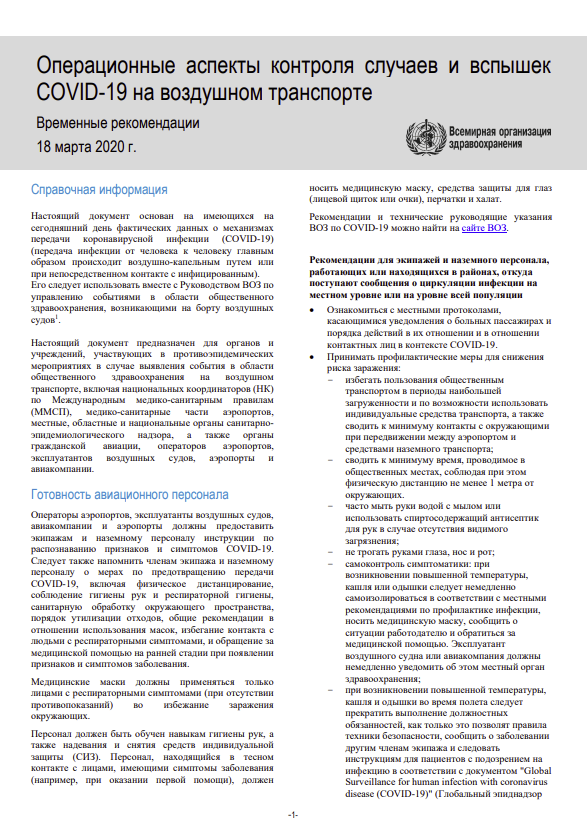 Операционные аспекты контроля случаев и вспышек
COVID-19 на воздушном транспорте
Временные рекомендации
18 марта 2020 г.
Всемирная организация
здравоохранения
Справочная информация
Настоящий документ основан на имеющихся на
сегодняшний день фактических данных о механизмах
передачи коронавирусной инфекции (COVID-19)
(передача инфекции от человека к человеку главным
образом происходит воздушно-капельным путем или
при непосредственном контакте с инфицированным).
Его следует использовать вместе с Руководством ВОЗ по
управлению событиями в области общественного
здравоохранения, возникающими на борту воздушных
судов¹.
Настоящий документ предназначен для органов и
учреждений, участвующих в противоэпидемических
мероприятиях в случае выявления события в области
общественного здравоохранения на воздушном
транспорте, включая национальных координаторов (НК)
по Международным медико-санитарным правилам
(ММСП), медико-санитарные части аэропортов,
местные, областные и национальные органы санитарно-
эпидемиологического надзора, а также органы
гражданской авиации, операторов аэропортов,
эксплуатантов воздушных судов, аэропорты и
авиакомпании.
Готовность авиационного персонала
Операторы аэропортов, эксплуатанты воздушных судов,
авиакомпании и аэропорты должны предоставить
экипажам и наземному персоналу инструкции по
распознаванию признаков и симптомов COVID-19.
Следует также напомнить членам экипажа и наземному
персоналу о мерах по предотвращению передачи
COVID-19, включая физическое дистанцирование,
соблюдение гигиены рук и респираторной гигиены,
санитарную обработку окружающего пространства,
порядок утилизации отходов, общие рекомендации в
отношении использования масок, избегание контакта с
людьми с респираторными симптомами, и обращение за
медицинской помощью на ранней стадии при появлении
признаков и симптомов заболевания.
Медицинские маски должны применяться только
лицами с респираторными симптомами (при отсутствии
противопоказаний) во избежание заражения
окружающих.
Персонал должен быть обучен навыкам гигиены рук, а
также надевания и снятия средств индивидуальной
защиты (СИЗ). Персонал, находящийся в тесном
контакте с лицами, имеющими симптомы заболевания
(например, при оказании первой помощи), должен
носить медицинскую маску, средства защиты для глаз
(лицевой щиток или очки), перчатки и халат.
Рекомендации и технические руководящие указания
ВОЗ по COVID-19 можно найти на сайте ВОЗ.
Рекомендации для экипажей и наземного персонала,
работающих или находящихся в районах, откуда
поступают сообщения о циркуляции инфекции на
местном уровне или на уровне всей популяции
• Ознакомиться с местными протоколами,
касающимися уведомления о больных пассажирах и
порядка действий в их отношении и в отношении
контактных лиц в контексте COVID-19.
• Принимать профилактические меры для снижения
риска заражения:
− избегать пользования общественным
транспортом в периоды наибольшей
загруженности и по возможности использовать
индивидуальные средства транспорта, а также
сводить к минимуму контакты с окружающими
при передвижении между аэропортом и
средствами наземного транспорта;
− сводить к минимуму время, проводимое в
общественных местах, соблюдая при этом
физическую дистанцию не менее 1 метра от
окружающих.
− часто мыть руки водой с мылом или
использовать спиртосодержащий антисептик
для рук в случае отсутствия видимого
загрязнения;
− не трогать руками глаза, нос и рот;
− самоконтроль симптоматики: при
возникновении повышенной температуры,
кашля или одышки следует немедленно
самоизолироваться в соответствии с местными
рекомендациями по профилактике инфекции,
носить медицинскую маску, сообщить о
ситуации работодателю и обратиться за
медицинской помощью. Эксплуатант
воздушного судна или авиакомпания должны
немедленно уведомить об этом местный орган
здравоохранения;
− при возникновении повышенной температуры,
кашля и одышки во время полета следует
прекратить выполнение должностных
обязанностей, как только это позволят правила
техники безопасности, сообщить о заболевании
другим членам экипажа и следовать
инструкциям для пациентов с подозрением на
инфекцию в соответствии с документом "Global
Surveillance for human infection with coronavirus
disease (COVID-19)" (Глобальный эпиднадзор
-1-